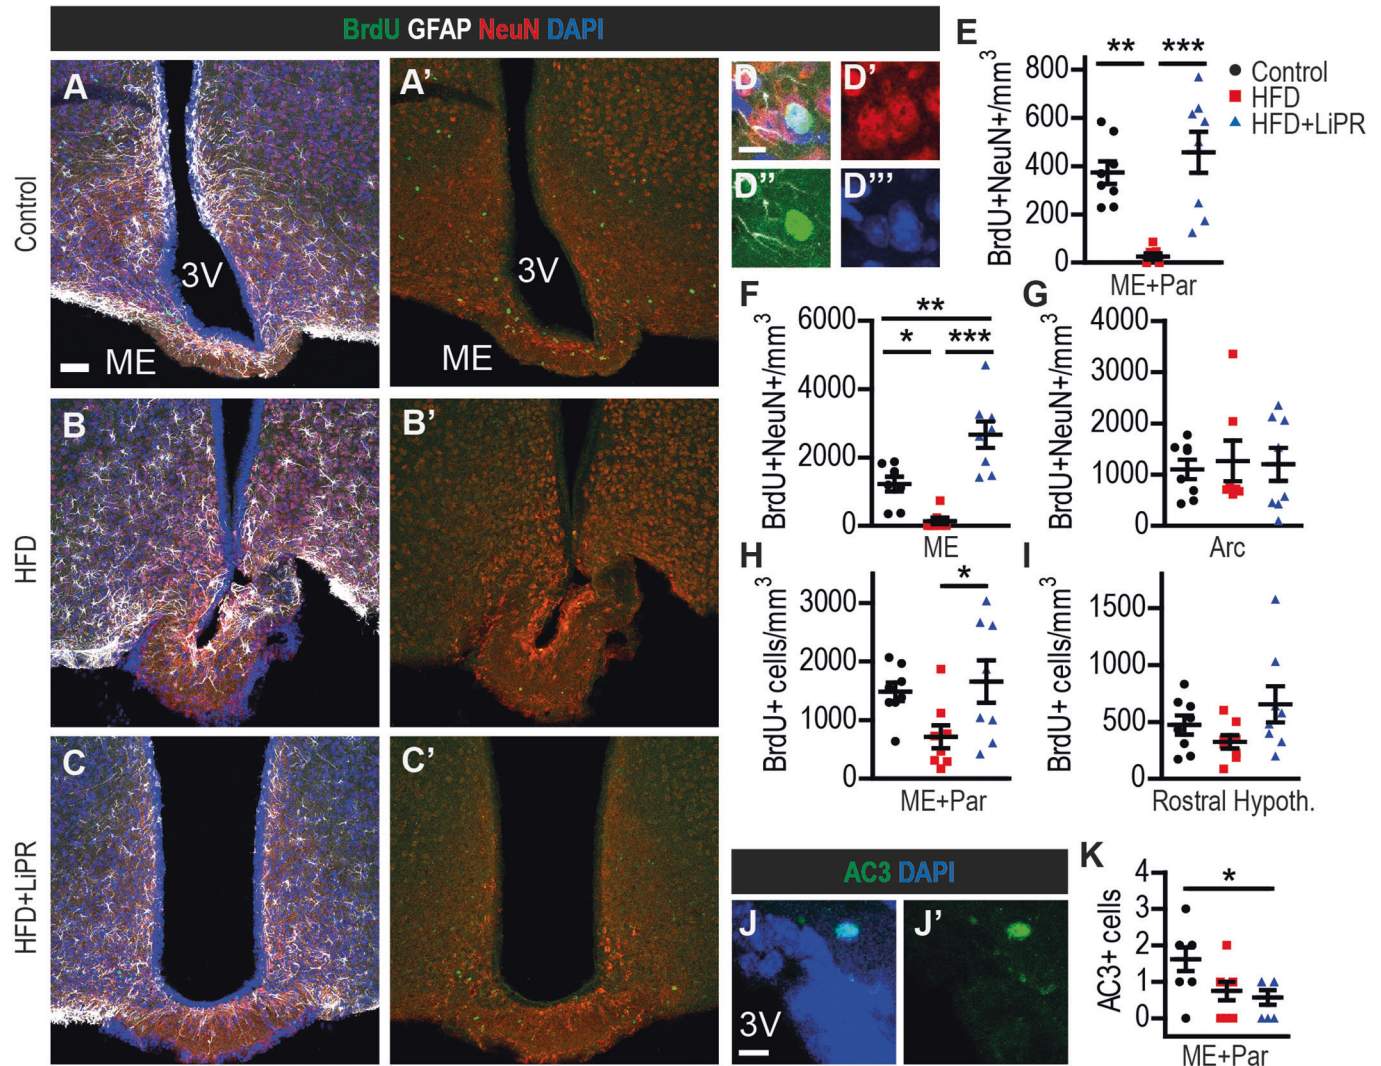 BrdU GFAP NeuN DAPI
Control
A
3V
ME
A'
3V
ME
HFD
B
B'
HFD+LiPR
C
C'
D
D'
D''
D'''
E
BrdU+NeuN+/mm3
800
600
400
200
0
** ***
ME+Par
Control
HFD
HFD+LiPR
F
BrdU+NeuN+/mm3
6000
4000
2000
0
**
* ***
ME
G
BrdU+NeuN+/mm3
4000
3000
2000
1000
0
Arc
H
BrdU+ cells/mm3
3000
2000
1000
0
*
ME+Par
I
BrdU+ cells/mm3
1500
1000
500
0
Rostral Hypoth.
AC3 DAPI
J
3V
J'
K
AC3+ cells
4
3
2
1
0
*
ME+Par